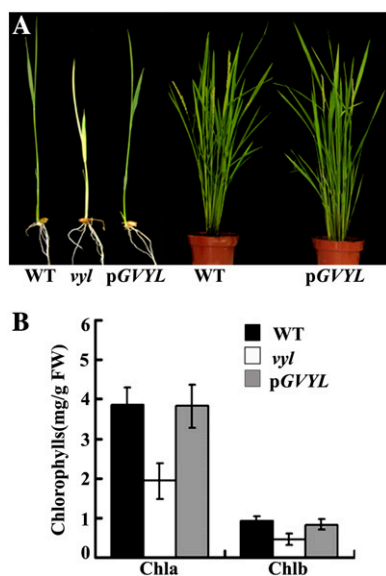 A
WT vyl pGVYL WT pGVYL
B
Chlorophylls(mg/g FW)
6
5
4
3
2
1
0
WT
vyl
pGVYL
Chla Chlb